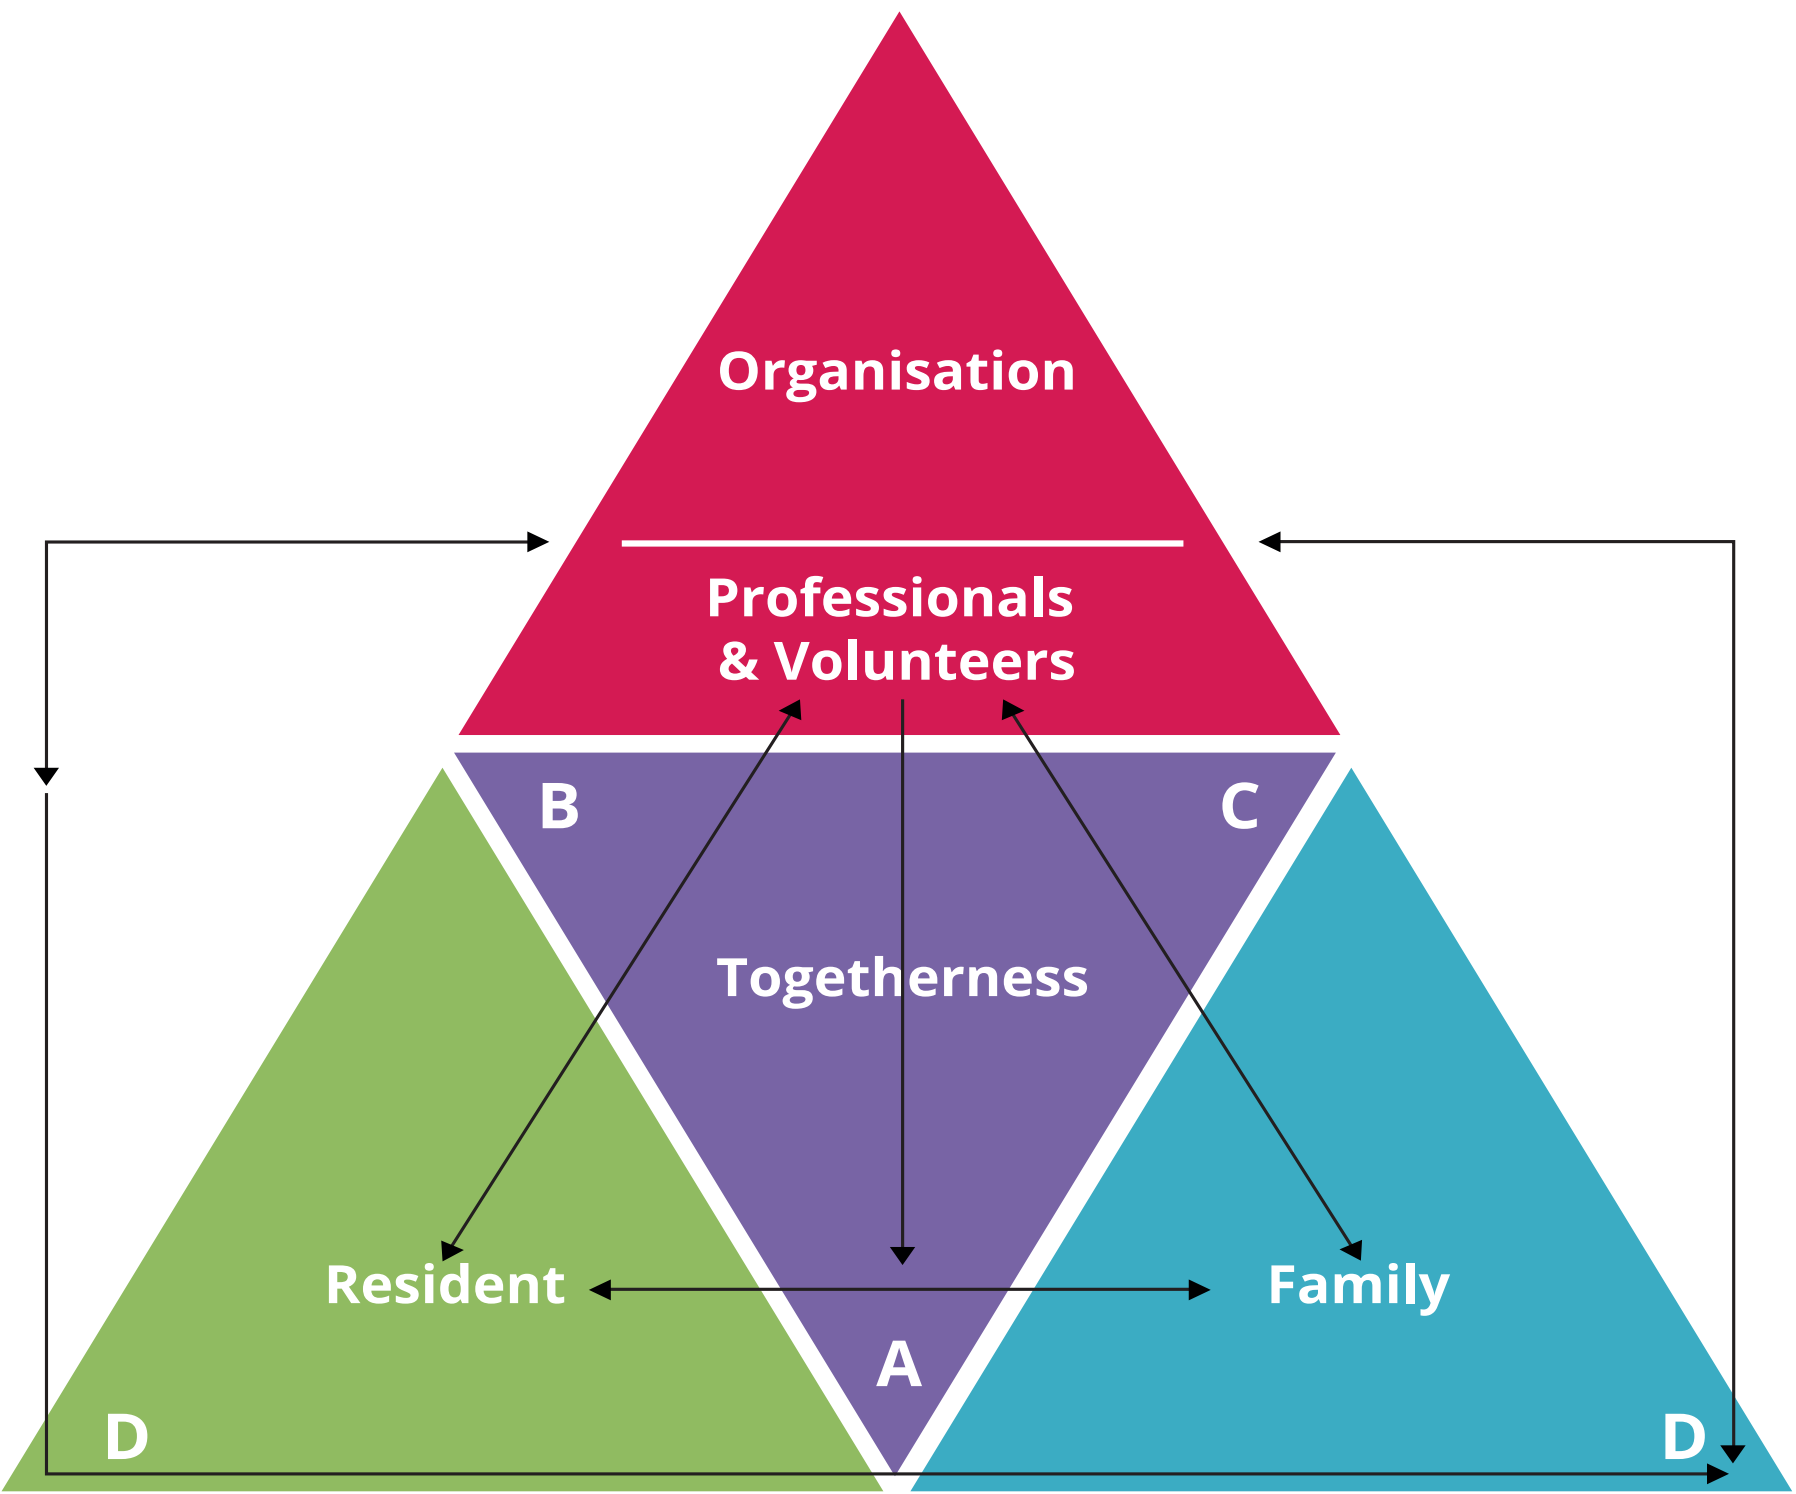 Organisation
Professionals
& Volunteers
B
C
Togetherness
Resident
Family
A
D
D